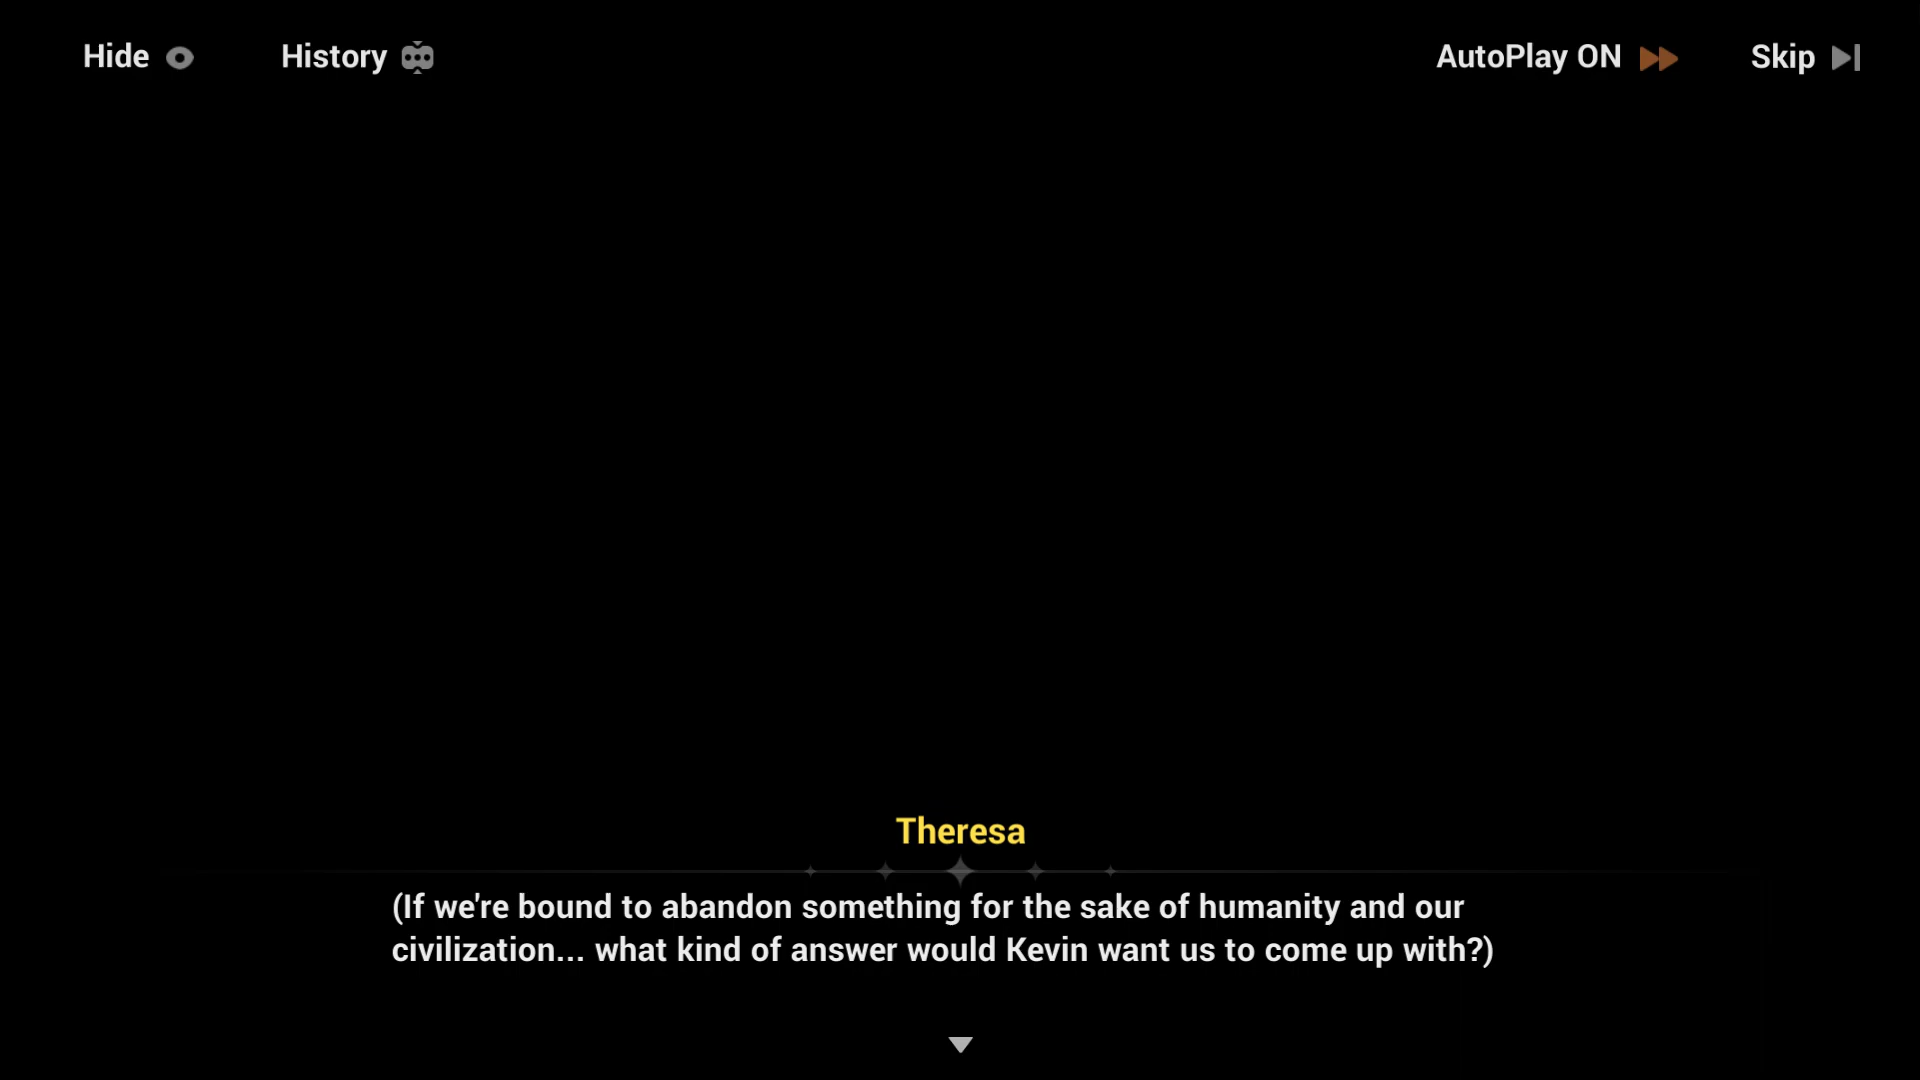 Hide
History
AutoPlay ON
Skip
Theresa
(If we're bound to abandon something for the sake of humanity and our
civilization... what kind of answer would Kevin want us to come up with?)